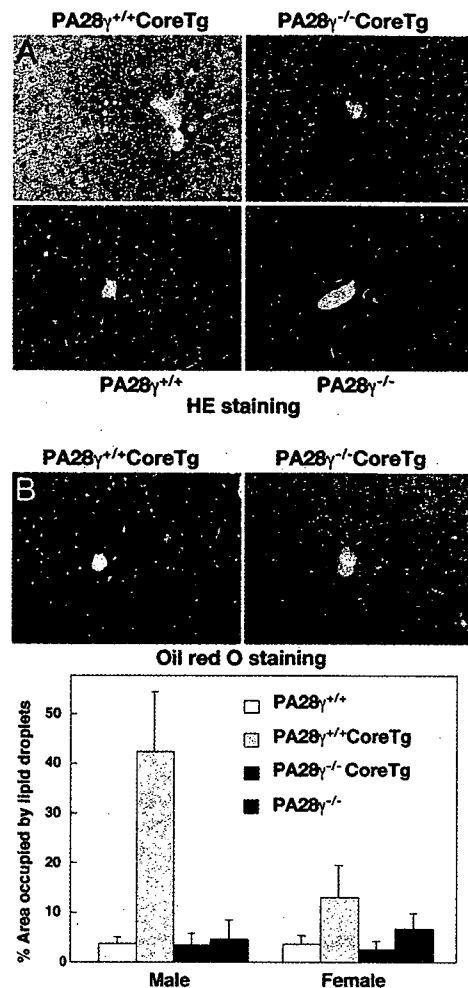 PA28γ+/+CoreTg PA28γ-/-CoreTg
A
PA28γ+/+ PA28γ-/-
HE staining
PA28γ+/+CoreTg PA28γ-/-CoreTg
B
Oil red O staining
% Area occupied by lipid droplets
50
40
30
20
10
0
PA28γ+/+
PA28γ+/+CoreTg
PA28γ-/- CoreTg
PA28γ-/-
Male Female